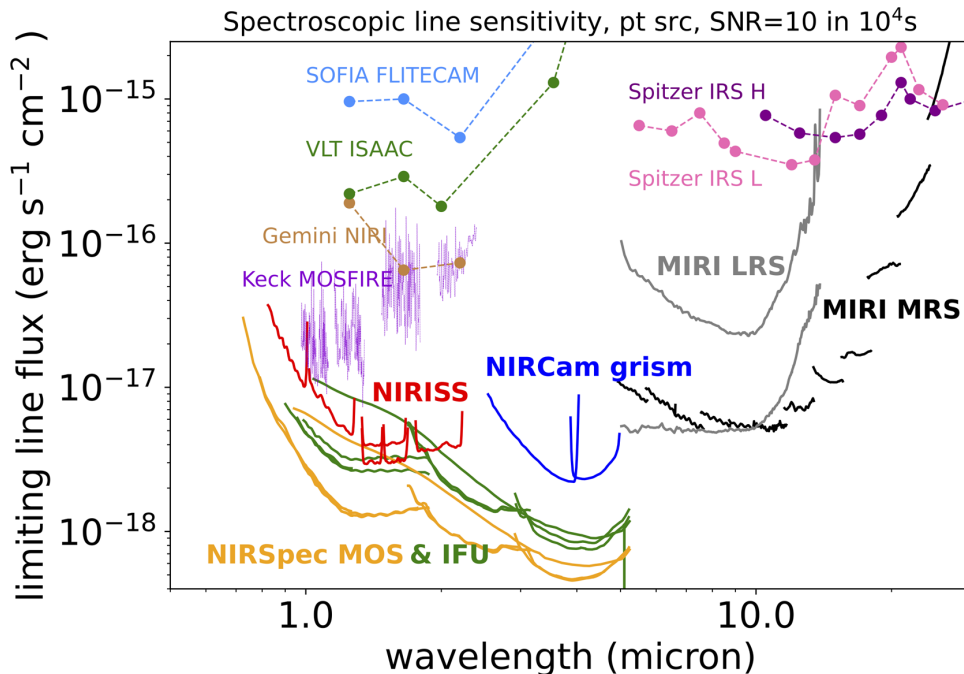 Spectroscopic line sensitivity, pt src, SNR=10 in 10⁴s
limiting line flux (erg s⁻¹ cm⁻²)
10⁻¹⁵
10⁻¹⁶
10⁻¹⁷
10⁻¹⁸
SOFIA FLITECAM
VLT ISAAC
Gemini NIRI
Keck MOSFIRE
NIRISS
NIRCam grism
NIRSpec MOS & IFU
Spitzer IRS H
Spitzer IRS L
MIRI LRS
MIRI MRS
1.0
10.0
wavelength (micron)